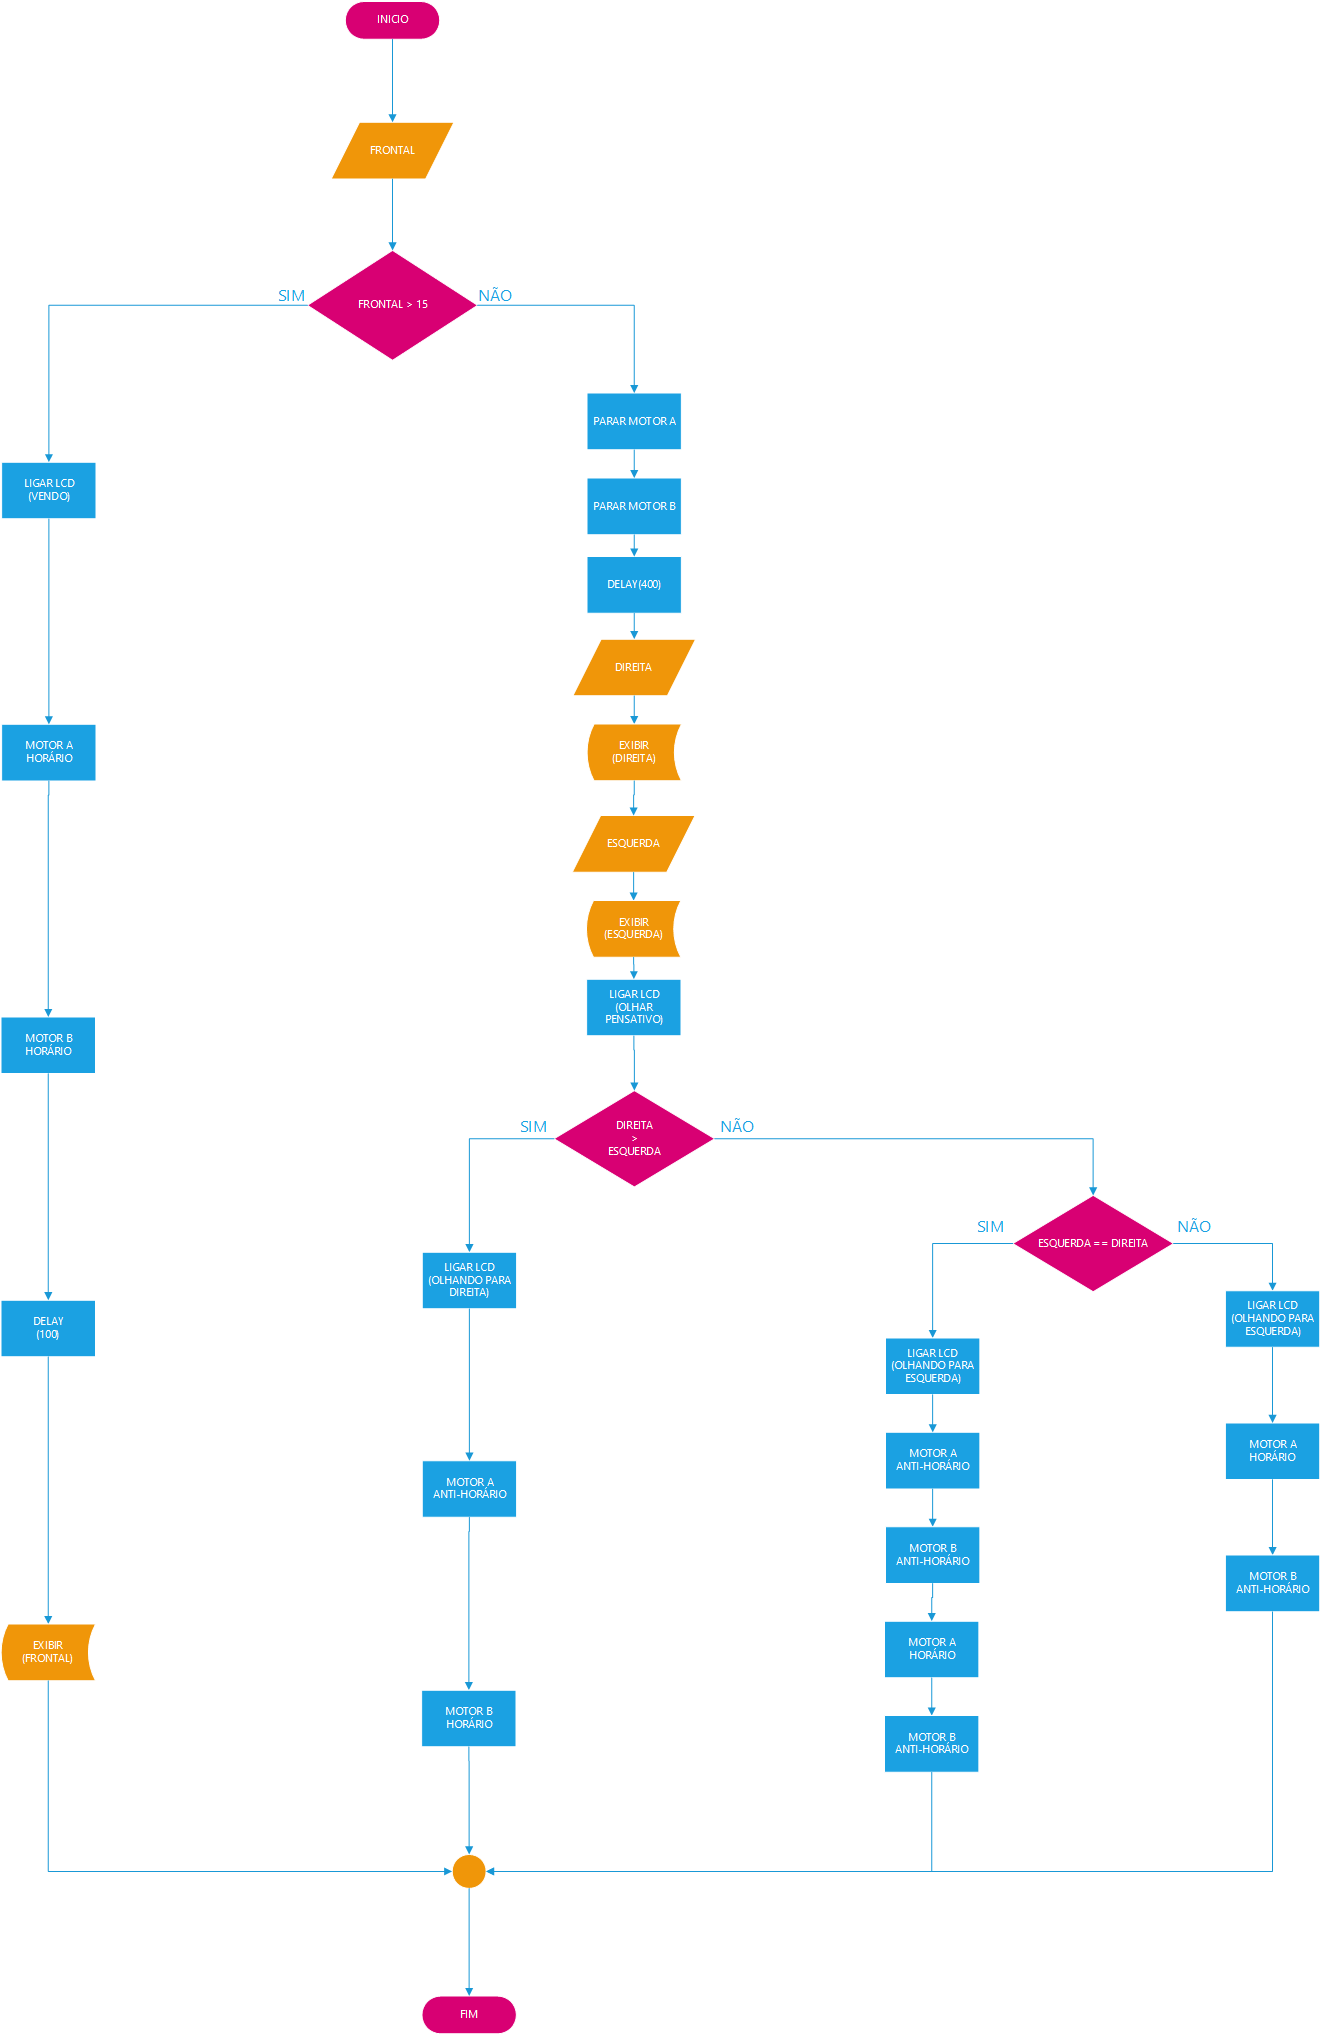 INICIO
FRONTAL
SIM
FRONTAL > 15
NÃO
PARAR MOTOR A
LIGAR LCD
(VENDO)
PARAR MOTOR B
DELAY(400)
DIREITA
MOTOR A
HORÁRIO
EXIBIR
(DIREITA)
ESQUERDA
EXIBIR
(ESQUERDA)
LIGAR LCD
(OLHAR
PENSATIVO)
MOTOR B
HORÁRIO
SIM
DIREITA
>
ESQUERDA
NÃO
SIM
ESQUERDA == DIREITA
NÃO
LIGAR LCD
(OLHANDO PARA
DIREITA)
LIGAR LCD
(OLHANDO PARA
ESQUERDA)
DELAY
(100)
LIGAR LCD
(OLHANDO PARA
ESQUERDA)
MOTOR A
ANTI-HORÁRIO
MOTOR A
HORÁRIO
MOTOR A
ANTI-HORÁRIO
MOTOR B
ANTI-HORÁRIO
MOTOR B
ANTI-HORÁRIO
EXIBIR
(FRONTAL)
MOTOR A
HORÁRIO
MOTOR B
HORÁRIO
MOTOR B
ANTI-HORÁRIO
FIM